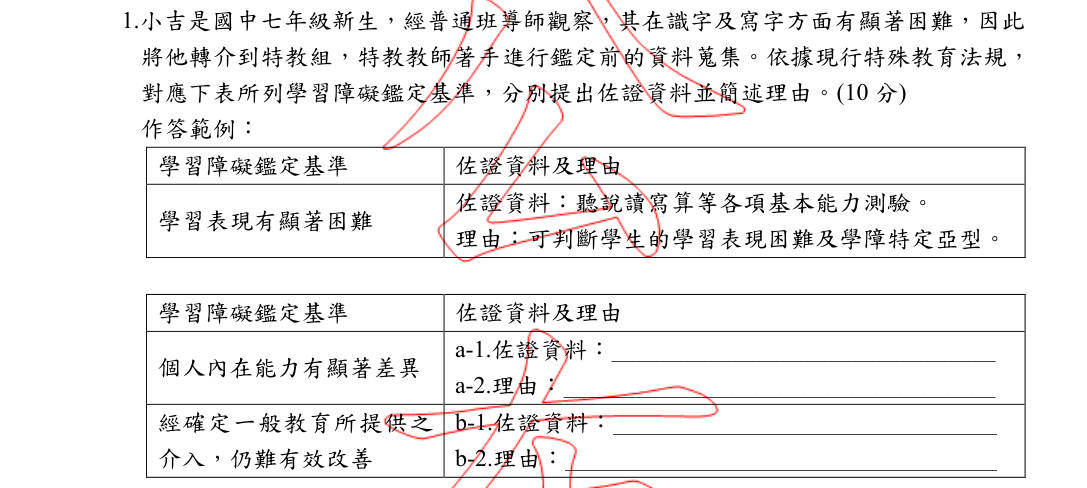 1.小吉是國中七年級新生，經普通班導師觀察，其在識字及寫字方面有顯著困難，因此
將他轉介到特教組，特教教師著手進行鑑定前的資料蒐集。依據現行特殊教育法規，
對應下表所列學習障礙鑑定基準，分別提出佐證資料並簡述理由。(10 分)
作答範例：
學習障礙鑑定基準
佐證資料及理由
學習表現有顯著困難
佐證資料：聽說讀寫算等各項基本能力測驗。
理由：可判斷學生的學習表現困難及學障特定亞型。
學習障礙鑑定基準
佐證資料及理由
個人內在能力有顯著差異
a-1.佐證資料：
a-2.理由：
經確定一般教育所提供之
介入，仍難有效改善
b-1.佐證資料：
b-2.理由：